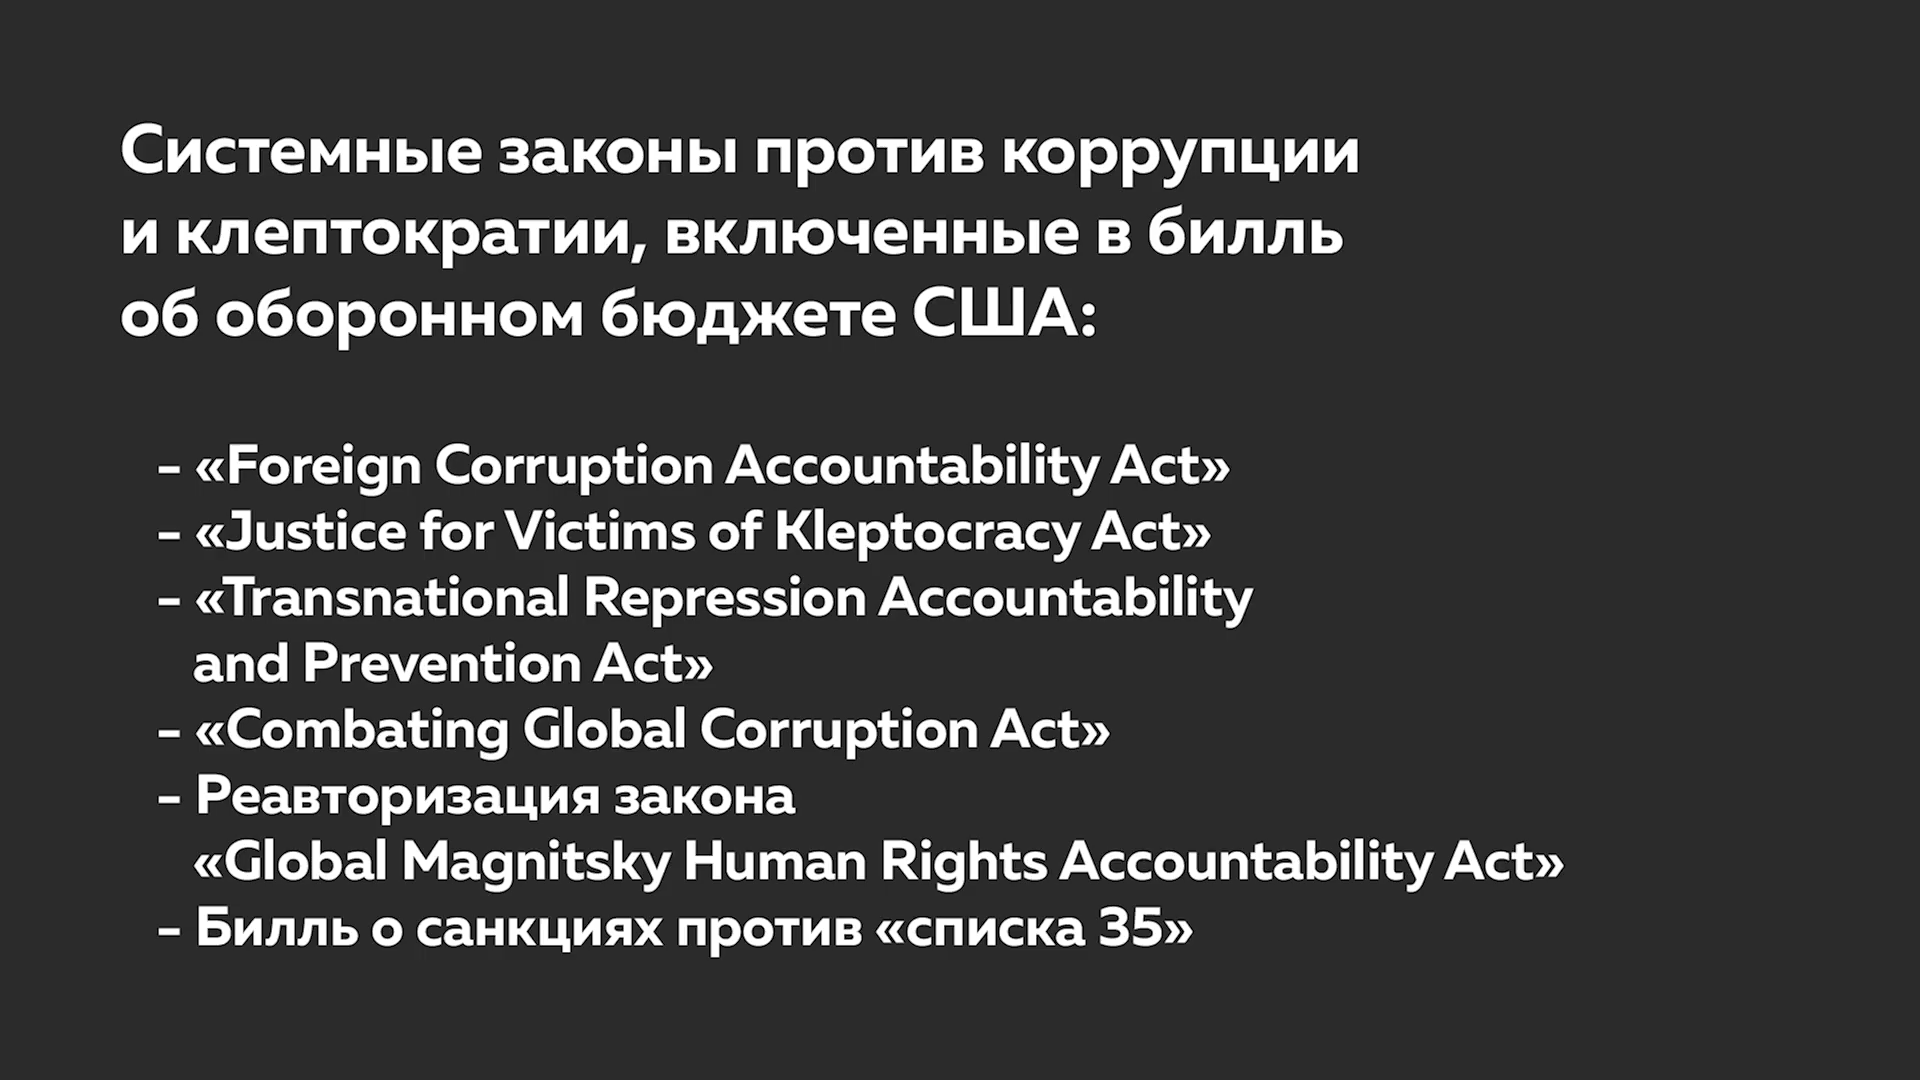 Системные законы против коррупции
и клептократии, включенные в билль
об оборонном бюджете США:
- «Foreign Corruption Accountability Act»
- «Justice for Victims of Kleptocracy Act»
- «Transnational Repression Accountability
and Prevention Act»
- «Combating Global Corruption Act»
- Реавторизация закона
«Global Magnitsky Human Rights Accountability Act»
- Билль о санкциях против «списка 35»